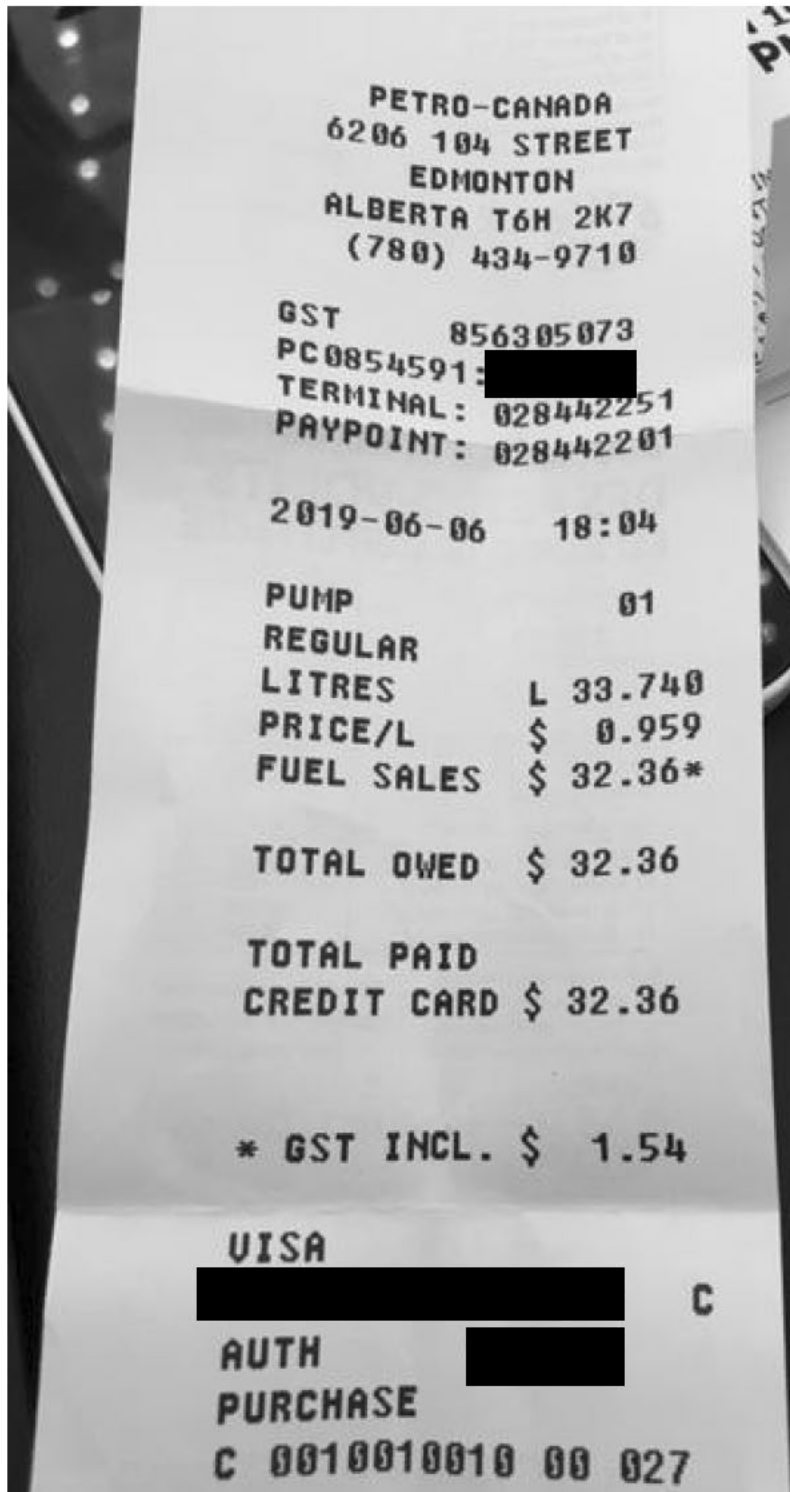 PETRO-CANADA
6206 104 STREET
EDMONTON
ALBERTA T6H 2K7
(780) 434-9710
GST 856305073
PC0854591:
TERMINAL: 028442251
PAYPOINT: 028442201
2019-06-06 18:04
PUMP 01
REGULAR
LITRES L 33.740
PRICE/L $ 0.959
FUEL SALES $ 32.36*
TOTAL OWED $ 32.36
TOTAL PAID
CREDIT CARD $ 32.36
* GST INCL. $ 1.54
VISA
C
AUTH
PURCHASE
C 0010010010 00 027